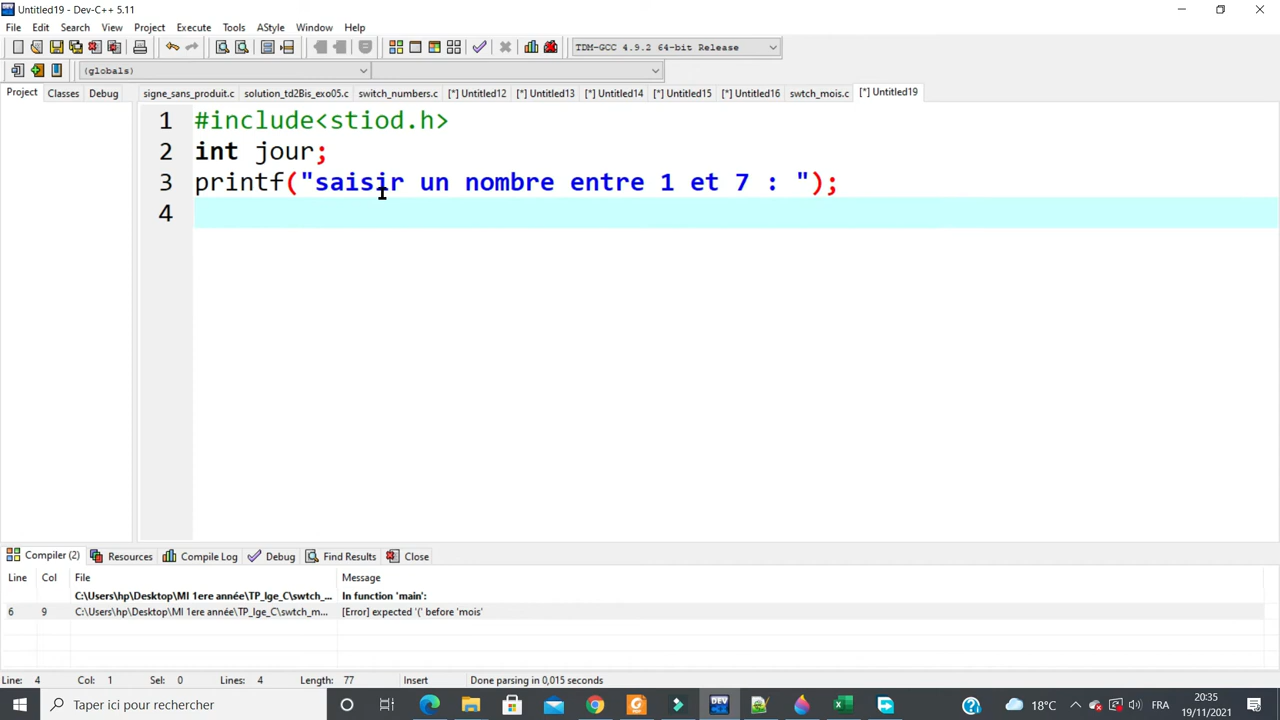 Untitled19 - Dev-C++ 5.11
File Edit Search View Project Execute Tools AStyle Window Help
TDM-GCC 4.9.2 64-bit Release
(globals)
Project Classes Debug signe_sans_produit.c solution_td2Bis_exo05.c switch_numbers.c [*] Untitled12 [*] Untitled13 [*] Untitled14 [*] Untitled15 [*] Untitled16 swtch_mois.c [*] Untitled19
1 #include<stiod.h>
2 int jour;
3 printf("saisir un nombre entre 1 et 7 : ");
4
Compiler (2) Resources Compile Log Debug Find Results Close
Line Col File Message
C:\Users\hp\Desktop\MI 1ere année\TP_lge_C\swtch_... In function 'main':
6 9 C:\Users\hp\Desktop\MI 1ere année\TP_lge_C\swtch_m... [Error] expected '(' before 'mois'
Line: 4 Col: 1 Sel: 0 Lines: 4 Length: 77 Insert Done parsing in 0,015 seconds
Taper ici pour rechercher DEV 18°C FRA 20:35
19/11/2021